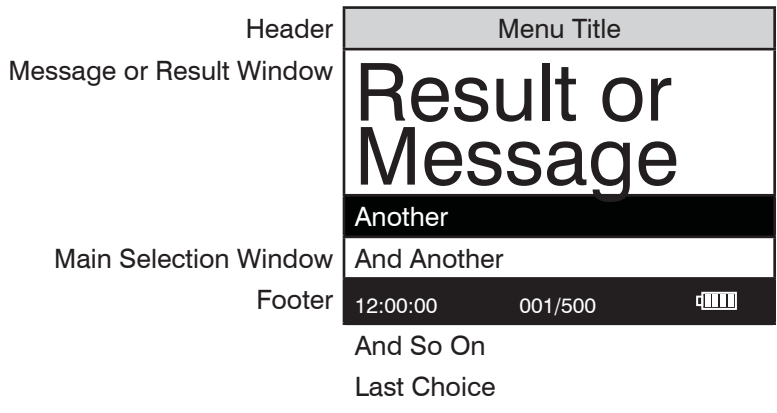 Header Menu Title
Message or Result Window Result or
Message
Another
Main Selection Window And Another
Footer 12:00:00 001/500
And So On
Last Choice